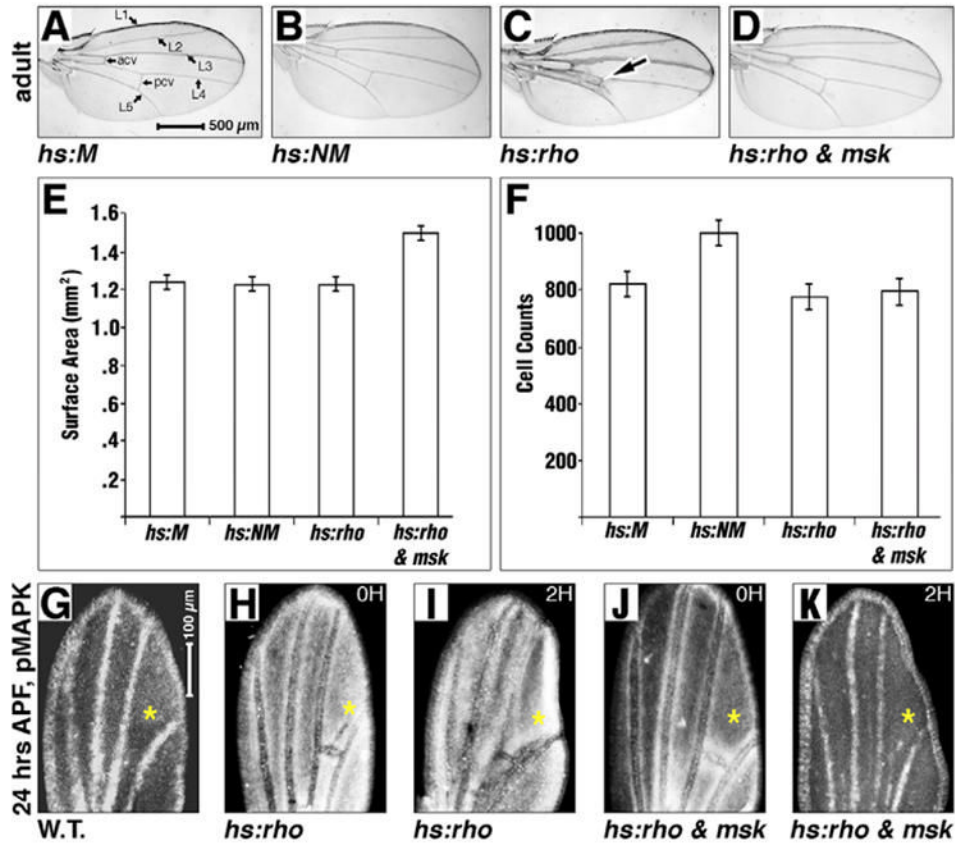 adult
A
L1
L2
L3
L4
L5
acv
pcv
500 µm
B
C
D
hs:M
hs:NM
hs:rho
hs:rho & msk
E
Surface Area (mm²)
1.6
1.4
1.2
1.0
.8
.6
.4
.2
hs:M
hs:NM
hs:rho
hs:rho
& msk
F
Cell Counts
1000
800
600
400
200
hs:M
hs:NM
hs:rho
hs:rho
& msk
24 hrs APF, pMAPK
G
100 µm
*
H
0H
*
I
2H
*
J
0H
*
K
2H
*
W.T.
hs:rho
hs:rho
hs:rho & msk
hs:rho & msk